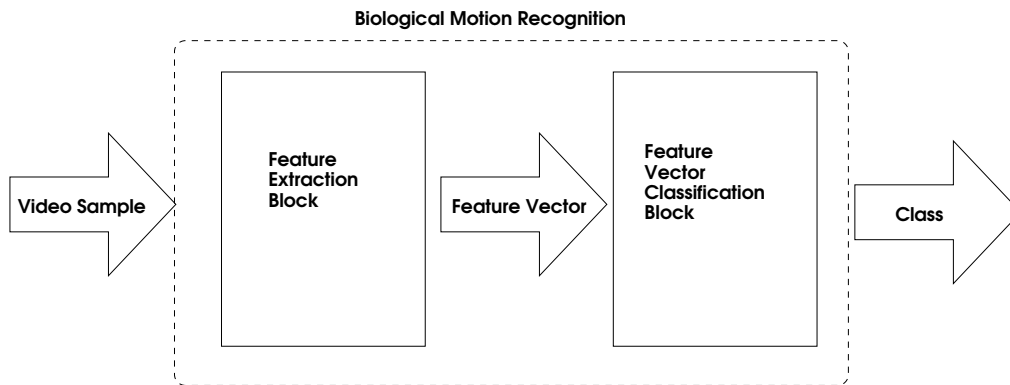 Biological Motion Recognition
Video Sample
Feature
Extraction
Block
Feature Vector
Feature
Vector
Classification
Block
Class